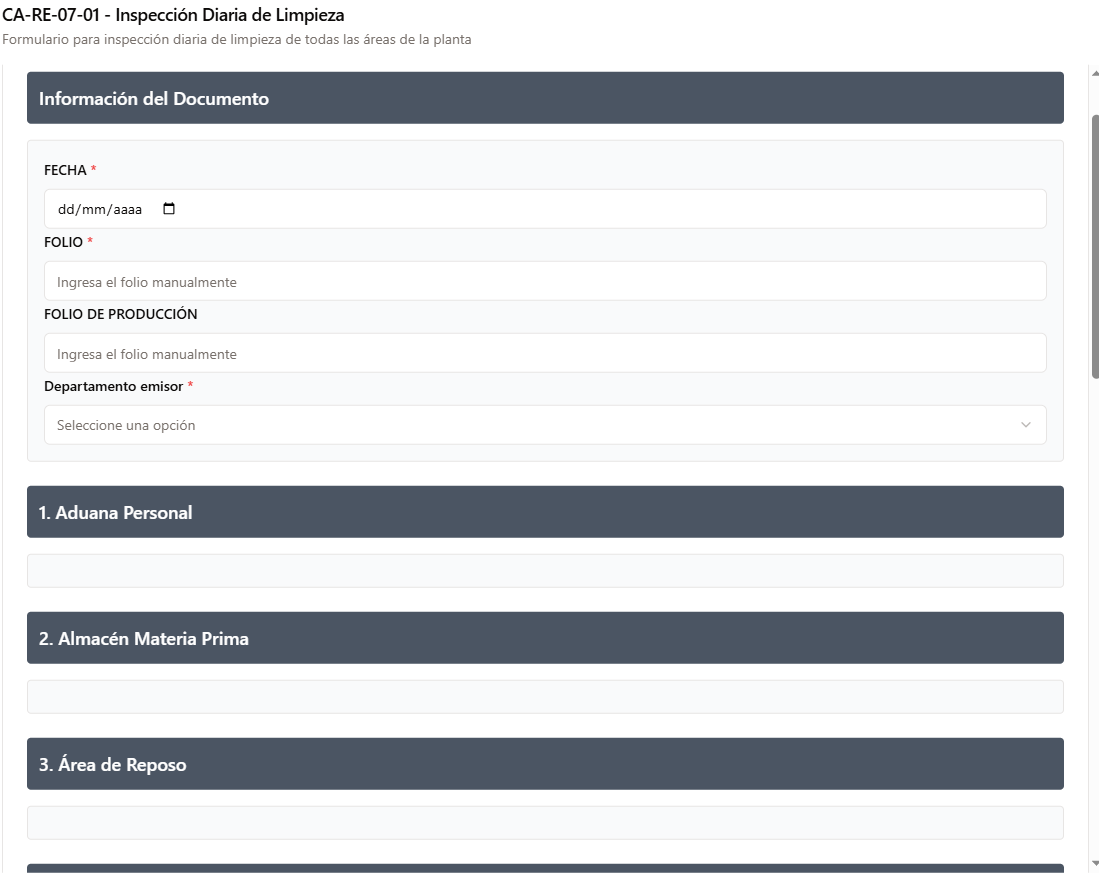 CA-RE-07-01 - Inspección Diaria de Limpieza
Formulario para inspección diaria de limpieza de todas las áreas de la planta
Información del Documento
FECHA *
dd/mm/aaaa
FOLIO *
Ingresa el folio manualmente
FOLIO DE PRODUCCIÓN
Ingresa el folio manualmente
Departamento emisor *
Seleccione una opción
1. Aduana Personal
2. Almacén Materia Prima
3. Área de Reposo